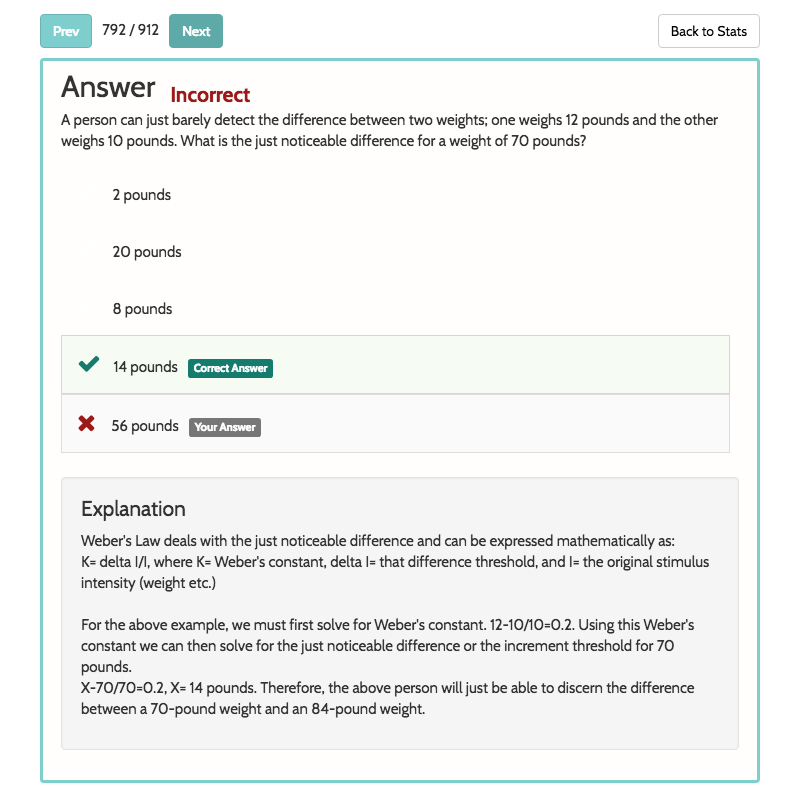 Prev 792 / 912 Next Back to Stats
Answer Incorrect
A person can just barely detect the difference between two weights; one weighs 12 pounds and the other
weighs 10 pounds. What is the just noticeable difference for a weight of 70 pounds?
2 pounds
20 pounds
8 pounds
14 pounds Correct Answer
56 pounds Your Answer
Explanation
Weber's Law deals with the just noticeable difference and can be expressed mathematically as:
K= delta I/I, where K= Weber's constant, delta I= that difference threshold, and I= the original stimulus
intensity (weight etc.)
For the above example, we must first solve for Weber's constant. 12-10/10=0.2. Using this Weber's
constant we can then solve for the just noticeable difference or the increment threshold for 70
pounds.
X-70/70=0.2, X= 14 pounds. Therefore, the above person will just be able to discern the difference
between a 70-pound weight and an 84-pound weight.